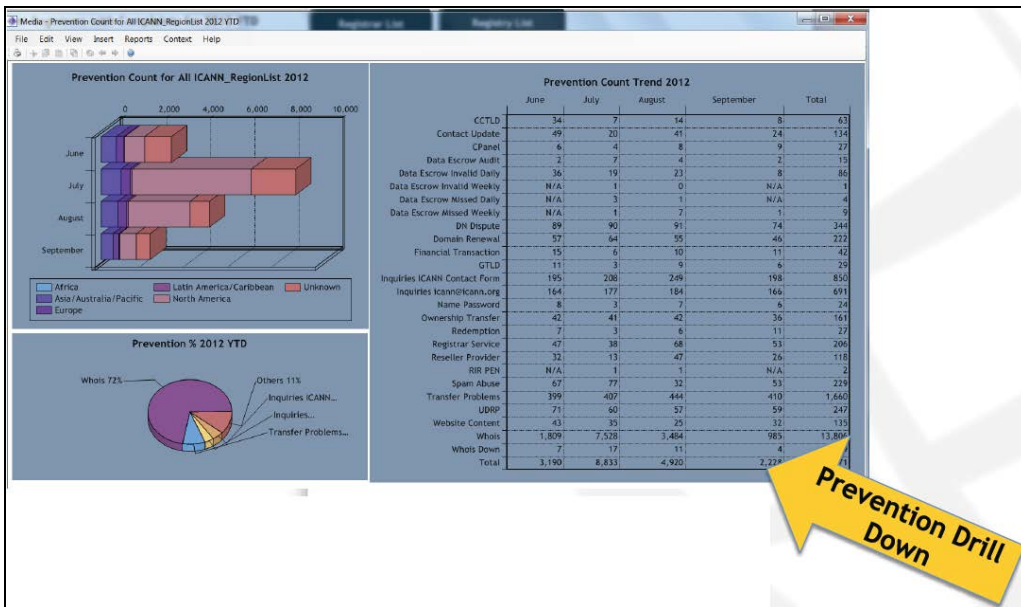 Media - Prevention Count for All ICANN_RegionList 2012 YTD
Registrar List Registry List
File Edit View Insert Reports Context Help
Prevention Count for All ICANN_RegionList 2012
0 2,000 4,000 6,000 8,000 10,000
June
July
August
September
Africa Latin America/Caribbean Unknown
Asia/Australia/Pacific North America
Europe
Prevention % 2012 YTD
Whois 72% Others 11%
Inquiries ICANN...
Inquiries...
Transfer Problems...
Prevention Count Trend 2012
June July August September Total
CCTLD 34 7 14 8 63
Contact Update 49 20 41 24 134
CPanel 6 4 8 9 27
Data Escrow Audit 2 7 4 2 15
Data Escrow Invalid Daily 36 19 23 8 86
Data Escrow Invalid Weekly N/A 1 0 N/A 1
Data Escrow Missed Daily N/A 3 1 N/A 4
Data Escrow Missed Weekly N/A 1 7 1 9
DN Dispute 89 90 91 74 344
Domain Renewal 57 64 55 46 222
Financial Transaction 15 6 10 11 42
GTLD 11 3 9 6 29
Inquiries ICANN Contact Form 195 208 249 198 850
Inquiries icann@icann.org 164 177 184 166 691
Name Password 8 3 7 6 24
Ownership Transfer 42 41 42 36 161
Redemption 7 3 6 11 27
Registrar Service 47 38 68 53 206
Reseller Provider 32 13 47 26 118
RIR PEN N/A 1 1 N/A 2
Spam Abuse 67 77 32 53 229
Transfer Problems 399 407 444 410 1,660
UDRP 71 60 57 59 247
Website Content 43 35 25 32 135
Whois 1,809 7,528 3,484 985 13,806
Whois Down 7 17 11 4
Total 3,190 8,833 4,920 2,228
Prevention Drill
Down